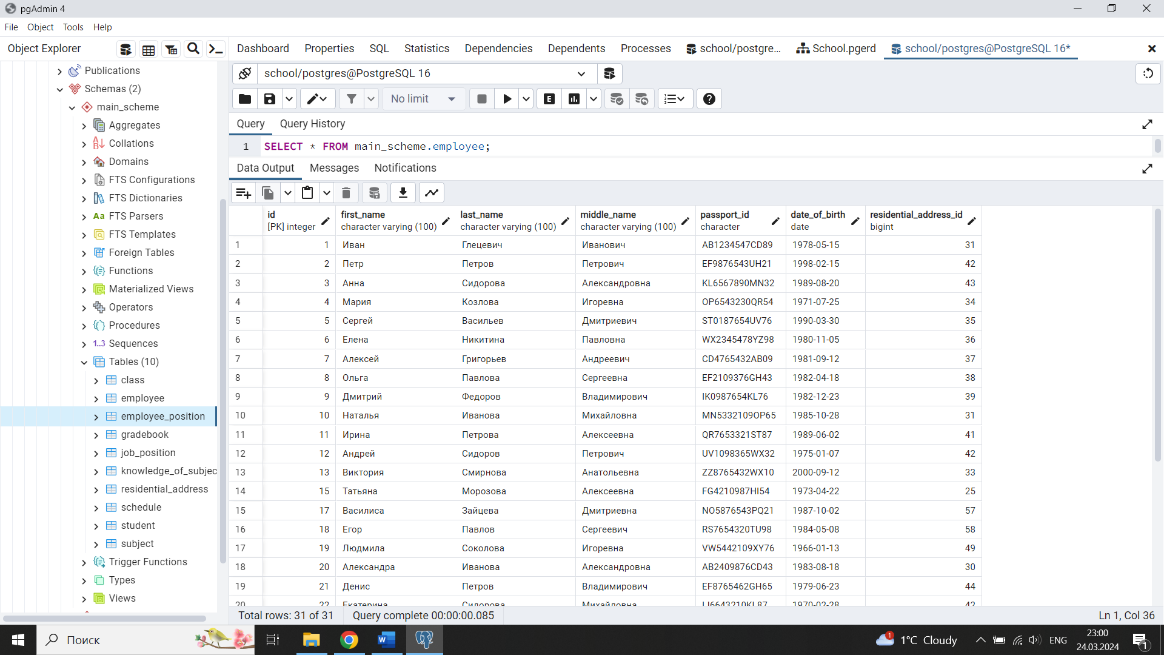 pgAdmin 4
File Object Tools Help
Object Explorer
Dashboard Properties SQL Statistics Dependencies Dependents Processes school/postgre... School.pgerd school/postgres@PostgreSQL 16*
school/postgres@PostgreSQL 16
No limit
Query Query History
1 SELECT * FROM main_scheme.employee;
Data Output Messages Notifications
Publications
Schemas (2)
main_scheme
Aggregates
Collations
Domains
FTS Configurations
FTS Dictionaries
FTS Parsers
FTS Templates
Foreign Tables
Functions
Materialized Views
Operators
Procedures
1..3 Sequences
Tables (10)
class
employee
employee_position
gradebook
job_position
knowledge_of_subjec
residential_address
schedule
student
subject
Trigger Functions
Types
Views
id first_name last_name middle_name passport_id date_of_birth residential_address_id
[PK] integer character varying (100) character varying (100) character varying (100) character date bigint
1 1 Иван Глецевич Иванович AB1234547CD89 1978-05-15 31
2 2 Петр Петров Петрович EF9876543UH21 1998-02-15 42
3 3 Анна Сидорова Александровна KL6567890MN32 1989-08-20 43
4 4 Мария Козлова Игоревна OP6543230QR54 1971-07-25 34
5 5 Сергей Васильев Дмитриевич ST0187654UV76 1990-03-30 35
6 6 Елена Никитина Павловна WX2345478YZ98 1980-11-05 36
7 7 Алексей Григорьев Андреевич CD4765432AB09 1981-09-12 37
8 8 Ольга Павлова Сергеевна EF2109376GH43 1982-04-18 38
9 9 Дмитрий Федоров Владимирович IK0987654KL76 1982-12-23 39
10 10 Наталья Иванова Михайловна MN5332109OP65 1985-10-28 31
11 11 Ирина Петрова Алексеевна QR7653321ST87 1989-06-02 41
12 12 Андрей Сидоров Петрович UV1098365WX32 1975-01-07 42
13 13 Виктория Смирнова Анатольевна ZZ8765432WX10 2000-09-12 33
14 15 Татьяна Морозова Алексеевна FG4210987HI54 1973-04-22 25
15 17 Василиса Зайцева Дмитриевна NO5876543PQ21 1987-10-02 57
16 18 Егор Павлов Сергеевич RS7654320TU98 1984-05-08 58
17 19 Людмила Соколова Игоревна VW5442109XY76 1966-01-13 49
18 20 Александра Иванова Александровна AB2409876CD43 1983-08-18 30
19 21 Денис Петров Владимирович EF8765462GH65 1979-06-23 44
20 22 Екатерина Сидорова Михайловна 1970-02-28 42
Total rows: 31 of 31 Query complete 00:00:00.085 Ln 1, Col 36
Поиск 1 1°C Cloudy ENG 23:00
24.03.2024 1